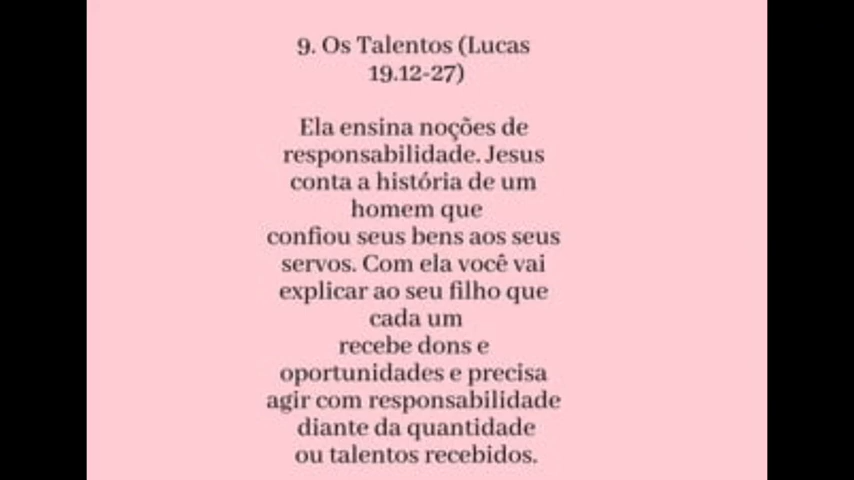 9. Os Talentos (Lucas
19.12-27)
Ela ensina noções de
responsabilidade. Jesus
conta a história de um
homem que
confiou seus bens aos seus
servos. Com ela você vai
explicar ao seu filho que
cada um
recebe dons e
oportunidades e precisa
agir com responsabilidade
diante da quantidade
ou talentos recebidos.